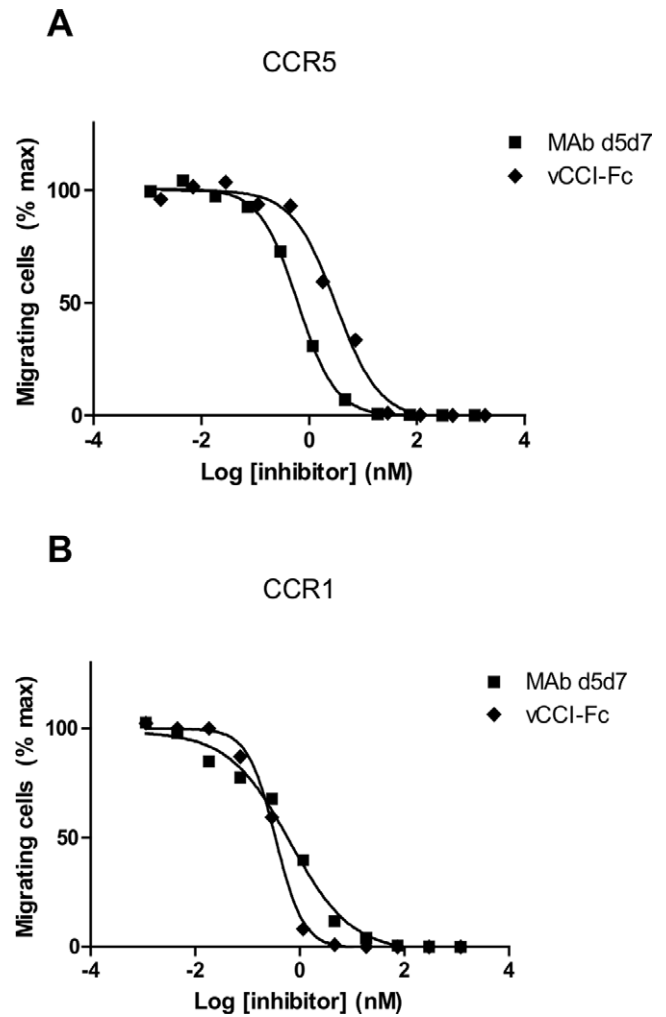 A
CCR5
MAb d5d7
vCCI-Fc
Migrating cells (% max)
100
50
0
-4 -2 0 2 4
Log [inhibitor] (nM)
B
CCR1
MAb d5d7
vCCI-Fc
Migrating cells (% max)
100
50
0
-4 -2 0 2 4
Log [inhibitor] (nM)